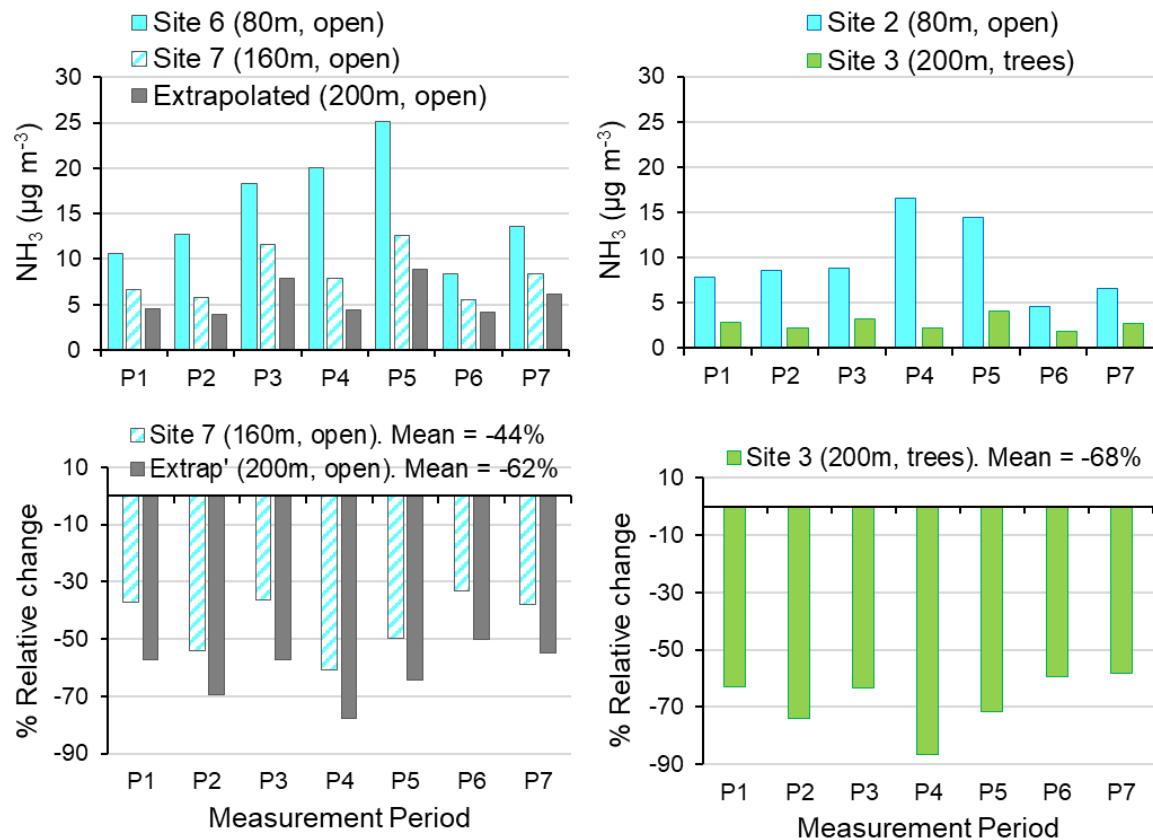 Site 6 (80m, open)
Site 7 (160m, open)
Extrapolated (200m, open)
NH₃ (µg m⁻³)
30
25
20
15
10
5
0
P1 P2 P3 P4 P5 P6 P7
Site 2 (80m, open)
Site 3 (200m, trees)
NH₃ (µg m⁻³)
30
25
20
15
10
5
0
P1 P2 P3 P4 P5 P6 P7
Site 7 (160m, open). Mean = -44%
Extrap' (200m, open). Mean = -62%
% Relative change
10
-10
-30
-50
-70
-90
P1 P2 P3 P4 P5 P6 P7
Measurement Period
Site 3 (200m, trees). Mean = -68%
% Relative change
10
-10
-30
-50
-70
-90
P1 P2 P3 P4 P5 P6 P7
Measurement Period